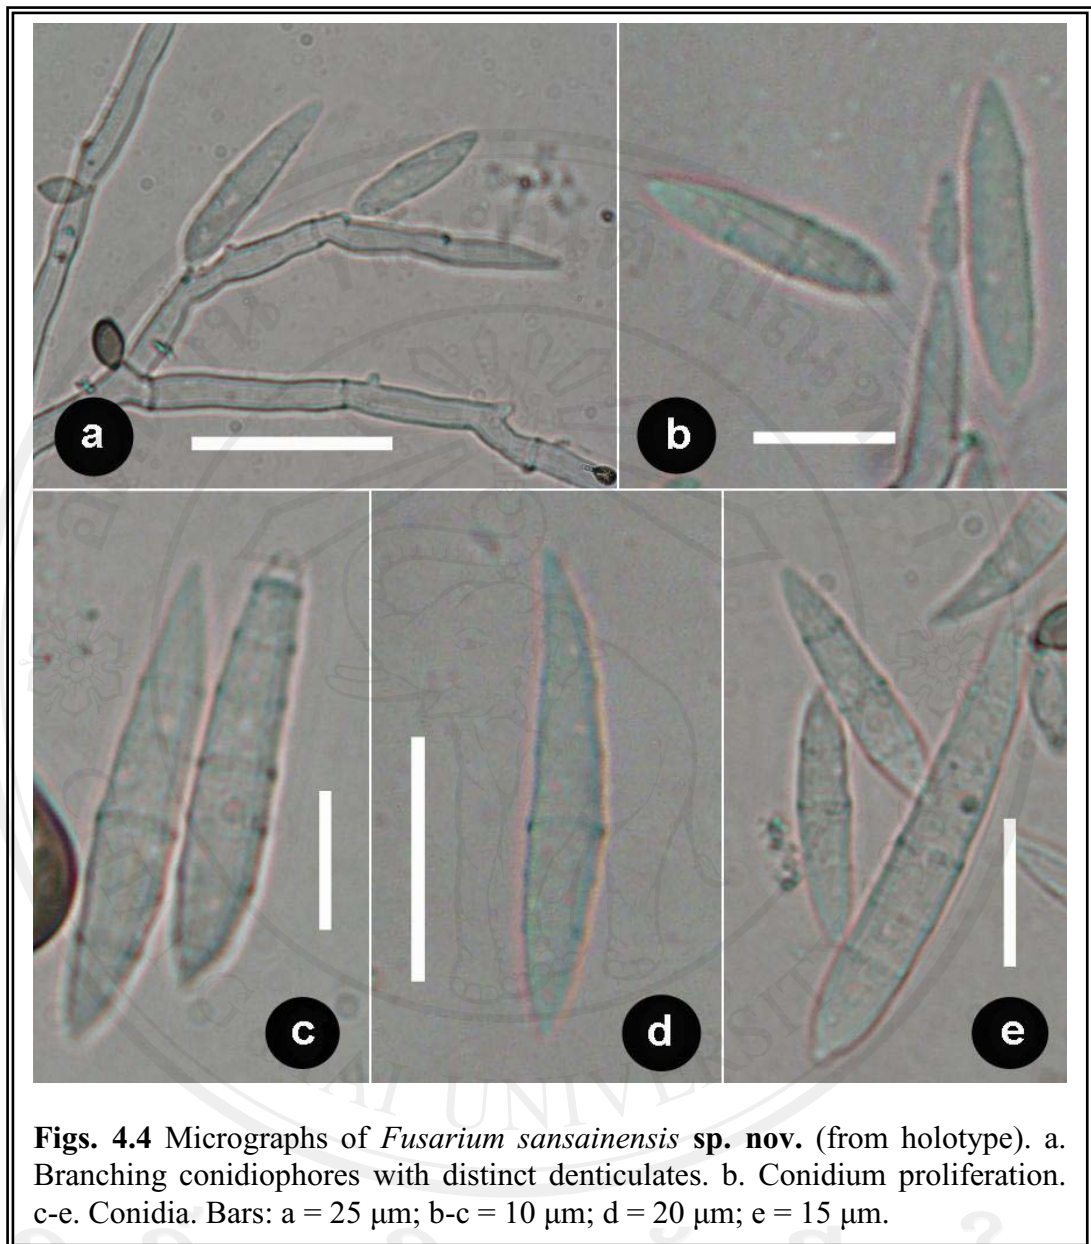 a
b
c
d
e
Figs. 4.4 Micrographs of Fusarium sansainensis sp. nov. (from holotype). a.
Branching conidiophores with distinct denticulates. b. Conidium proliferation.
c-e. Conidia. Bars: a = 25 μm; b-c = 10 μm; d = 20 μm; e = 15 μm.